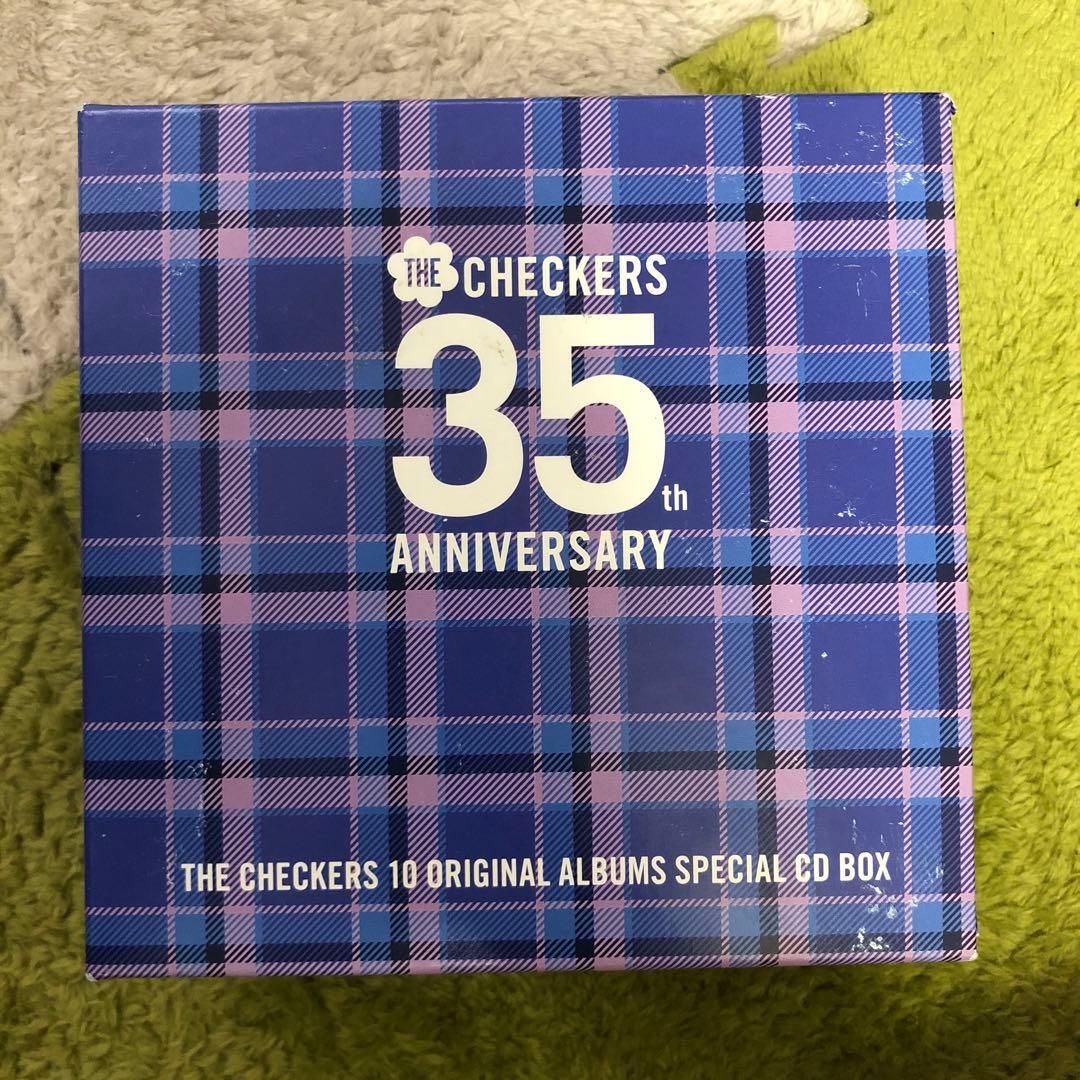 THE CHECKERS
35th
ANNIVERSARY
THE CHECKERS 10 ORIGINAL ALBUMS SPECIAL CD BOX